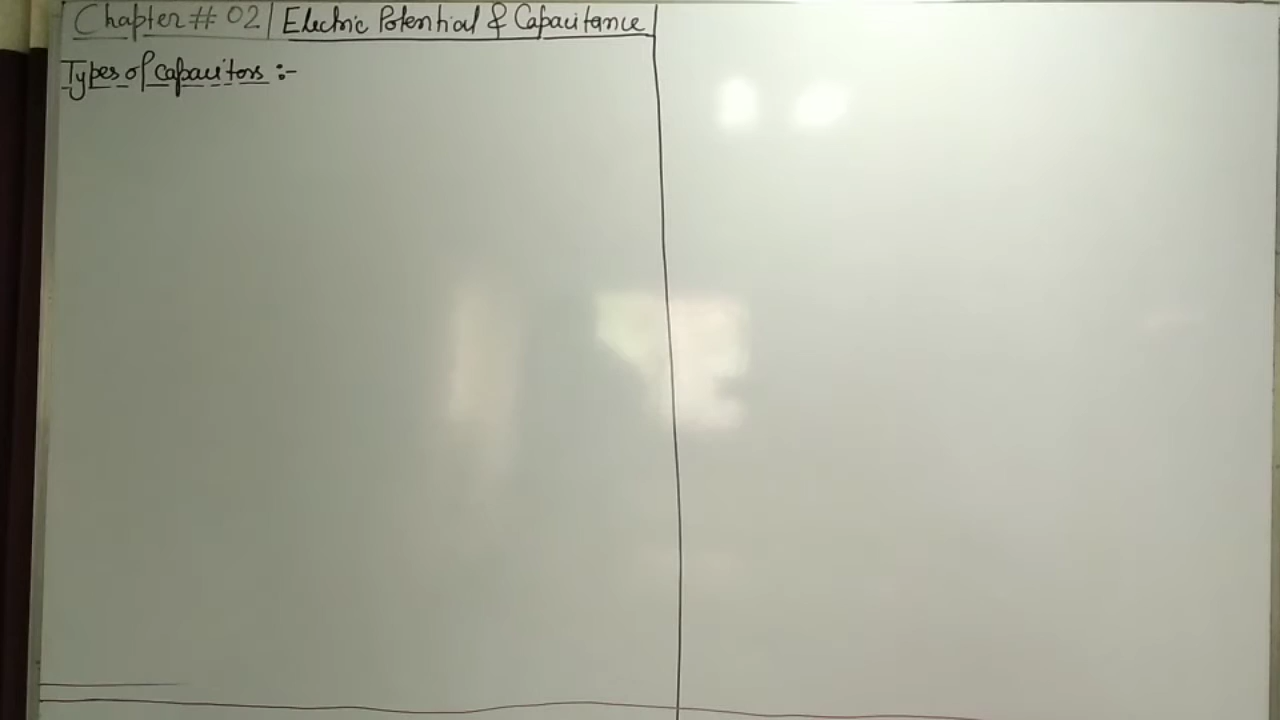 Chapter # 02 | Electric Potential & Capacitance
Types of capacitors :-